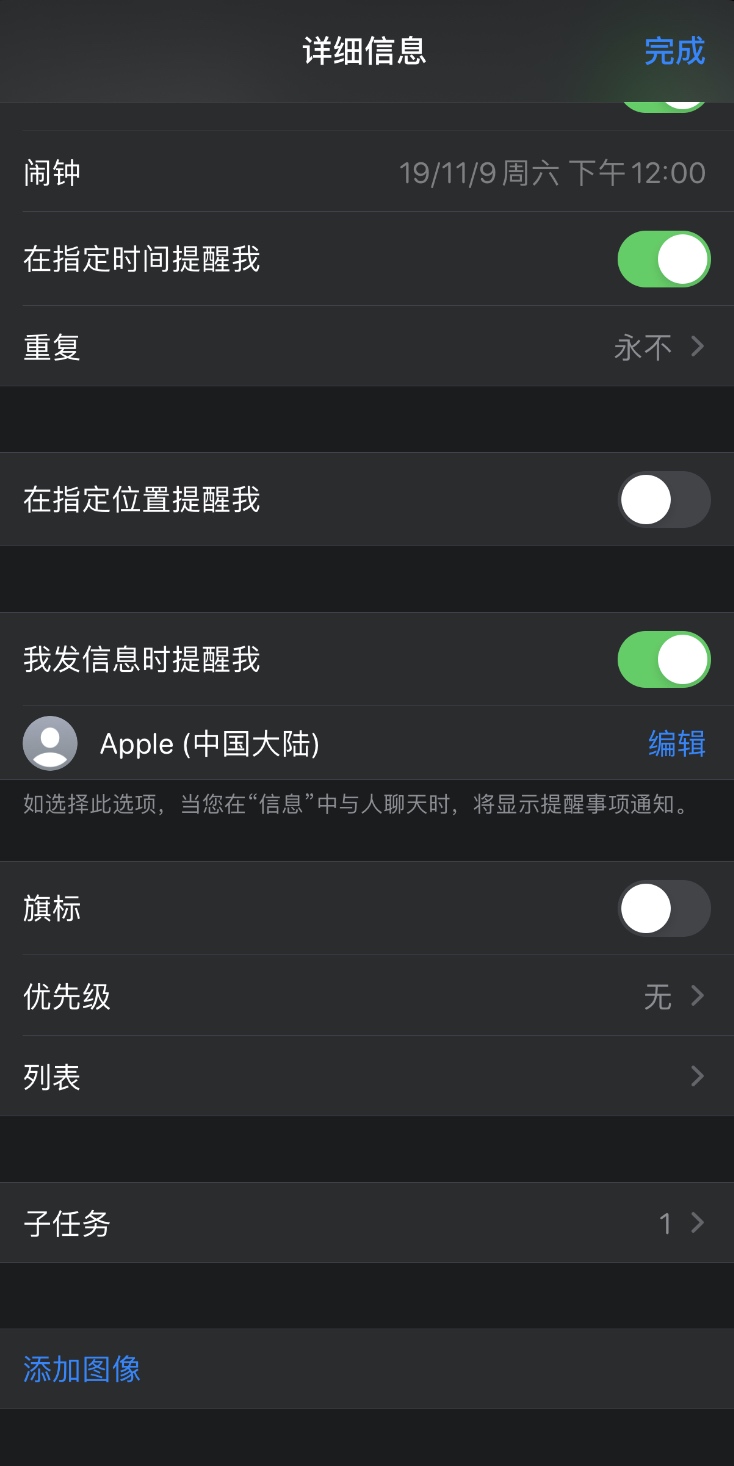 详细信息 完成
闹钟 19/11/9 周六 下午12:00
在指定时间提醒我
重复 永不
在指定位置提醒我
我发信息时提醒我
Apple (中国大陆) 编辑
如选择此选项，当您在“信息”中与人聊天时，将显示提醒事项通知。
旗标
优先级 无
列表
子任务 1
添加图像